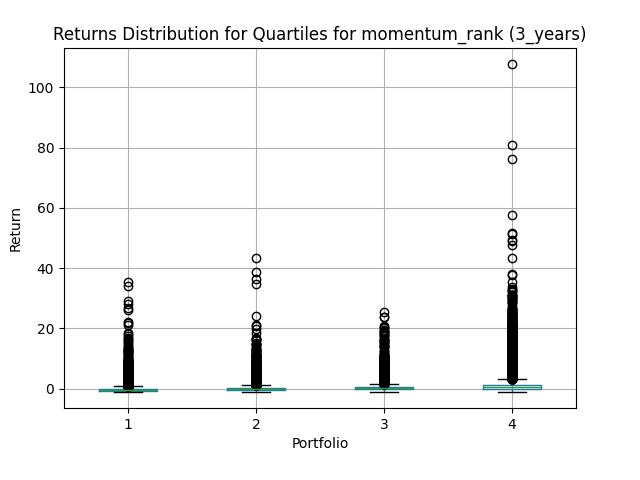 Returns Distribution for Quartiles for momentum_rank (3_years)
100
80
60
40
20
0
Return
1 2 3 4
Portfolio